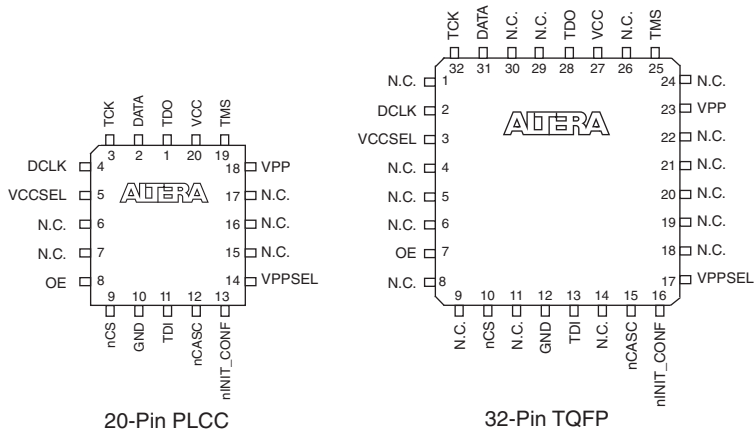 TCK DATA TDO VCC TMS
3 2 1 20 19
DCLK 4 18 VPP
ALTERA
VCCSEL 5 17 N.C.
N.C. 6 16 N.C.
N.C. 7 15 N.C.
OE 8 14 VPPSEL
9 10 11 12 13
nCS GND TDI nCASC nINIT_CONF
20-Pin PLCC
TCK DATA N.C. N.C. TDO VCC N.C. TMS
32 31 30 29 28 27 26 25
N.C. 1 24 N.C.
DCLK 2 23 VPP
ALTERA
VCCSEL 3 22 N.C.
N.C. 4 21 N.C.
N.C. 5 20 N.C.
N.C. 6 19 N.C.
OE 7 18 N.C.
N.C. 8 17 VPPSEL
9 10 11 12 13 14 15 16
N.C. nCS N.C. GND TDI N.C. nCASC nINIT_CONF
32-Pin TQFP